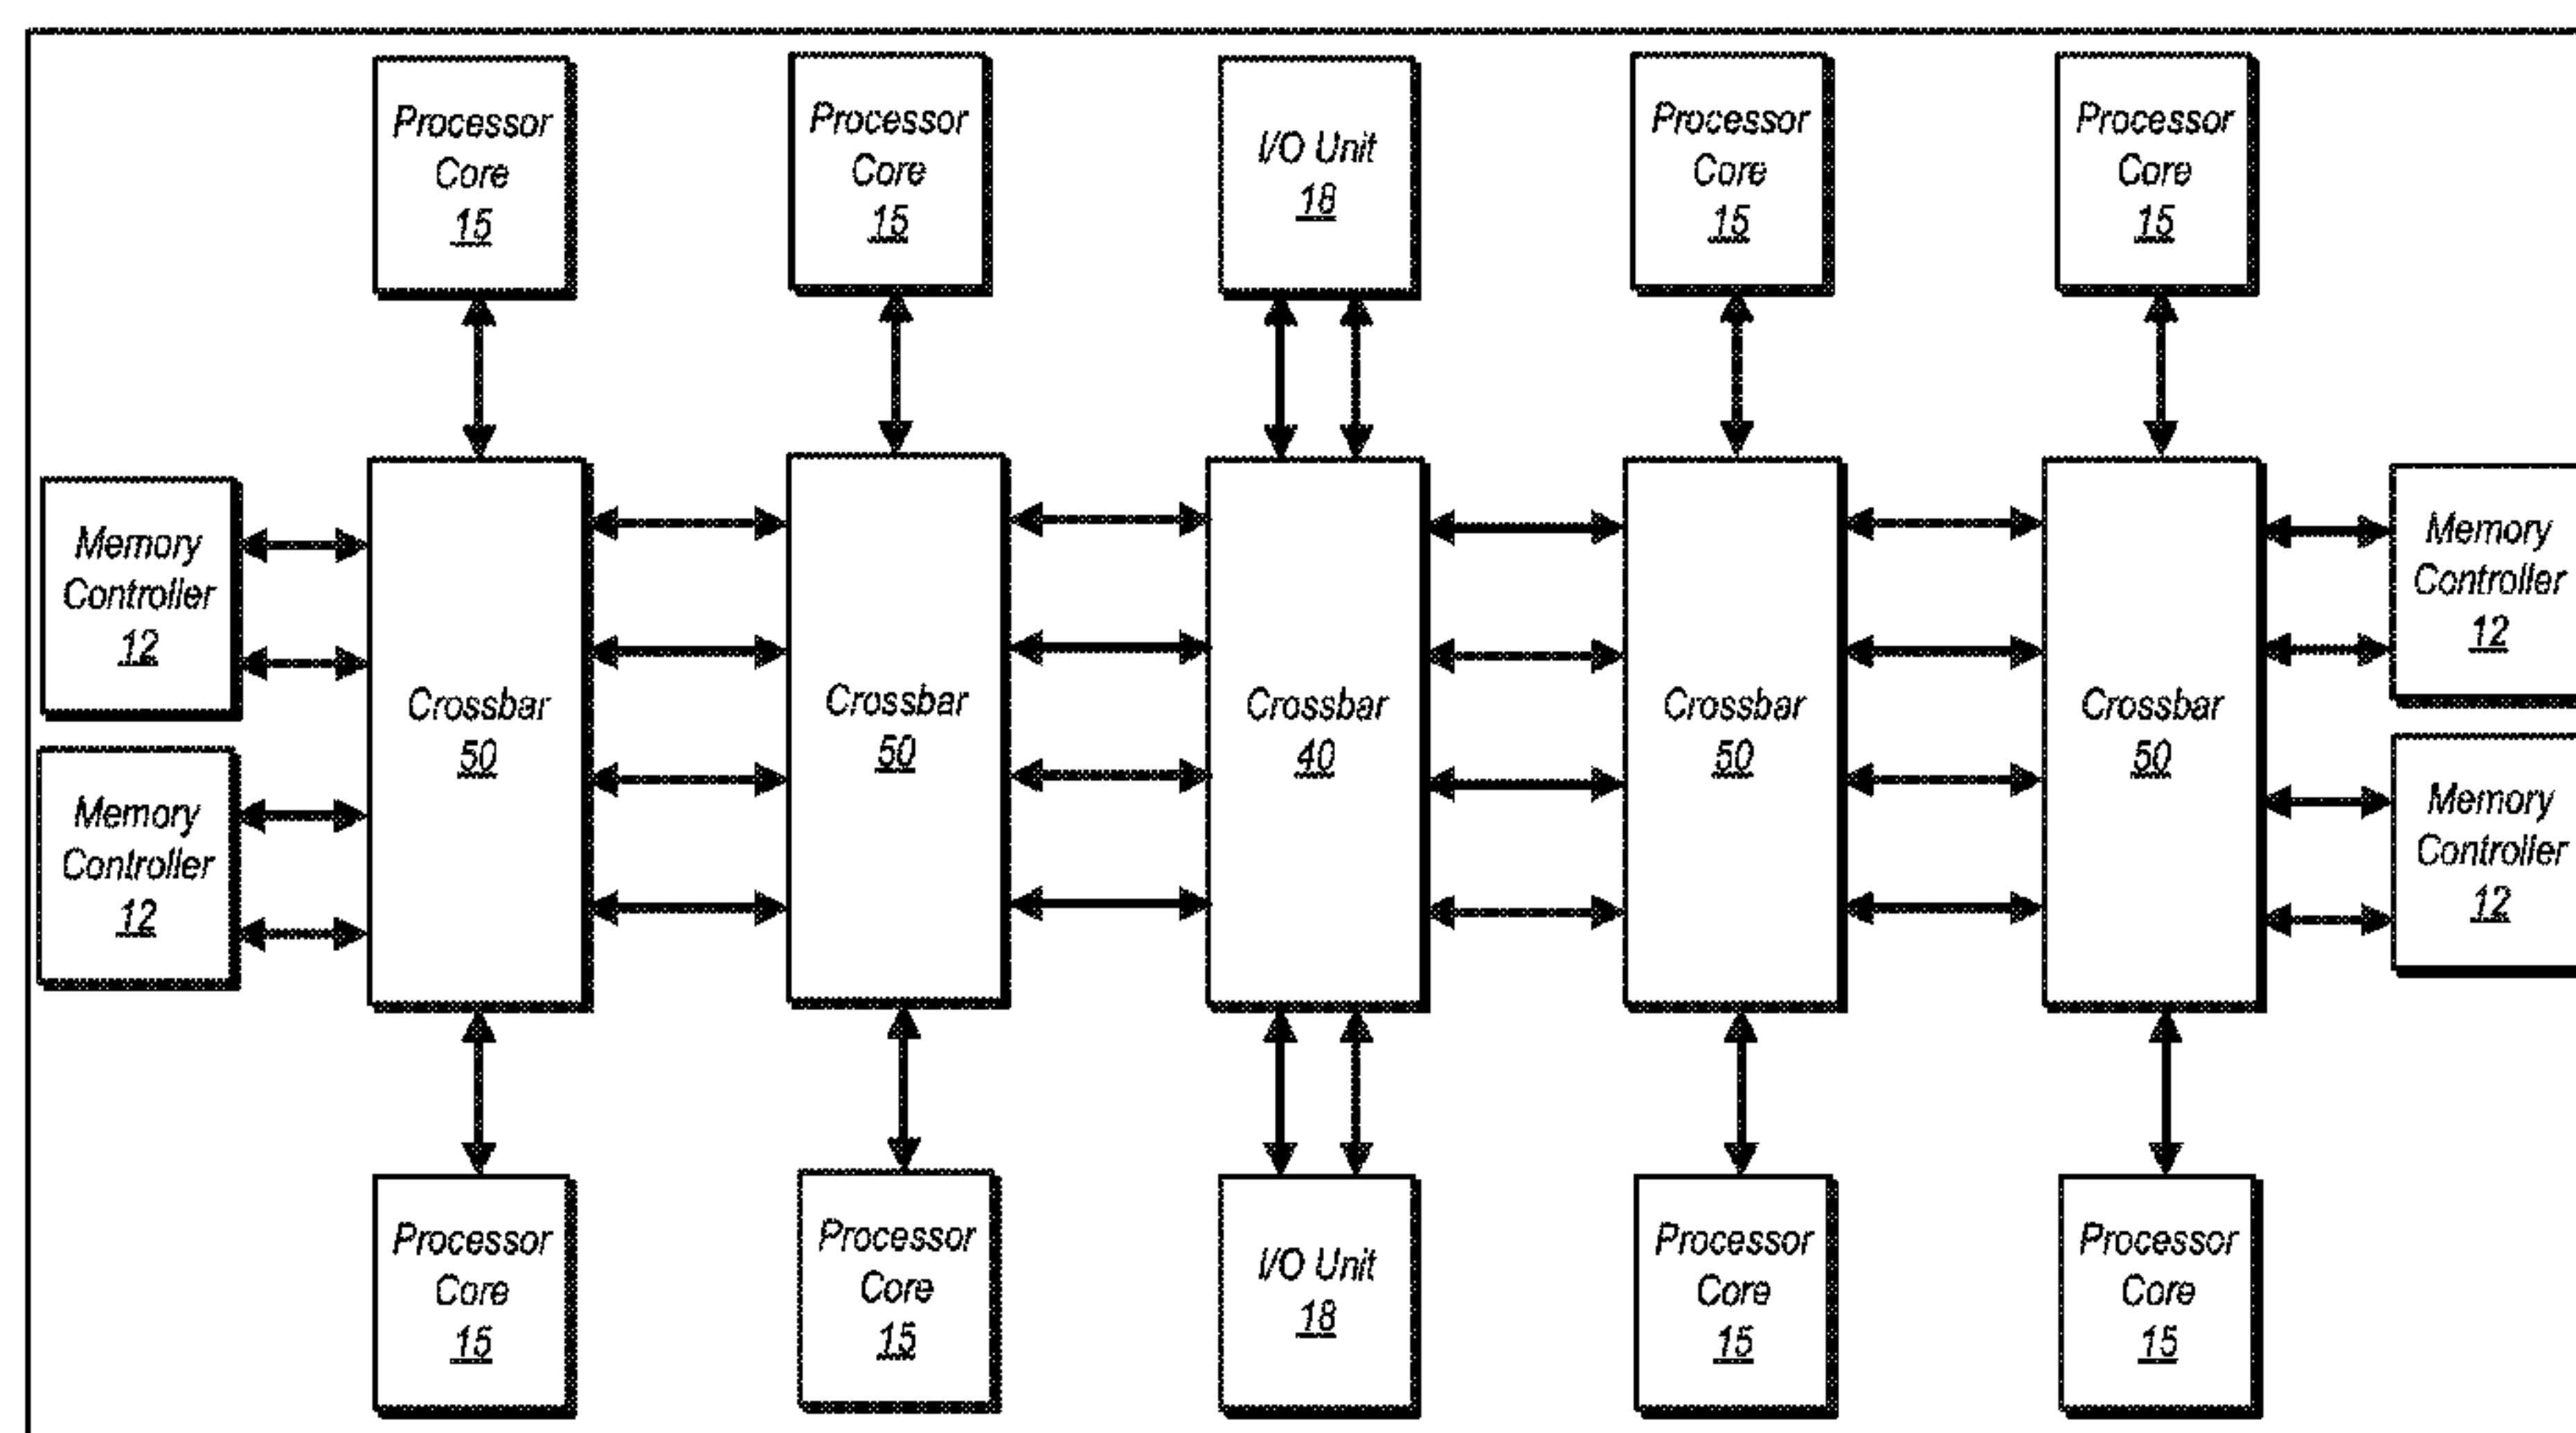 Processor
Core
15
Processor
Core
15
I/O Unit
18
Processor
Core
15
Processor
Core
15
Memory
Controller
12
Memory
Controller
12
Crossbar
50
Crossbar
50
Crossbar
40
Crossbar
50
Crossbar
50
Memory
Controller
12
Memory
Controller
12
Processor
Core
15
Processor
Core
15
I/O Unit
18
Processor
Core
15
Processor
Core
15